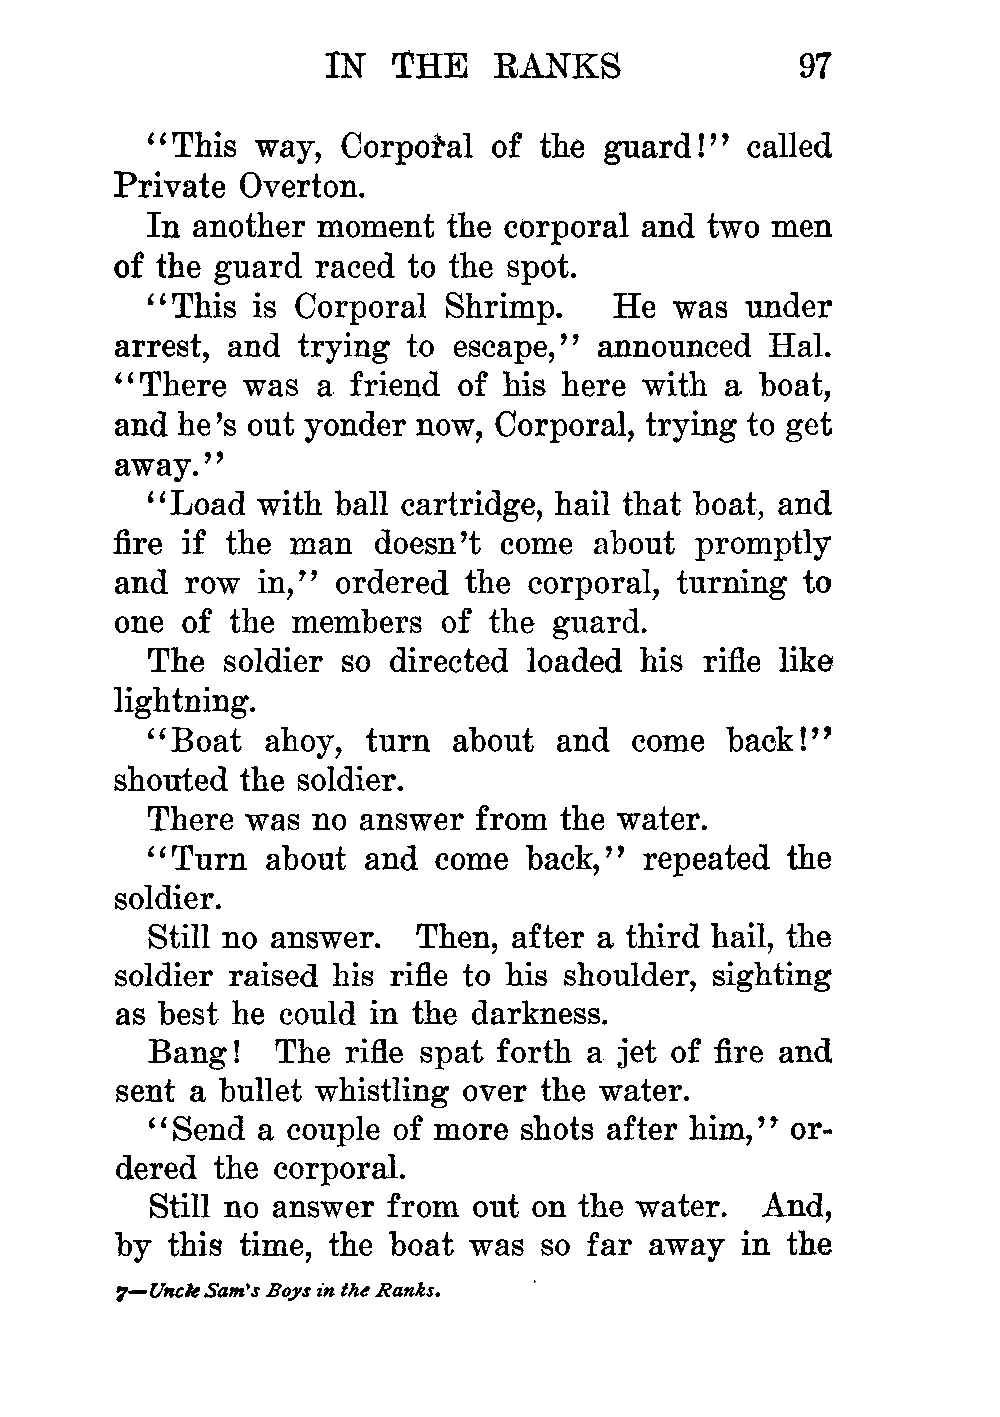 IN THE RANKS 97
“This way, Corporal of the guard!” called
Private Overton.
In another moment the corporal and two men
of the guard raced to the spot.
“This is Corporal Shrimp. He was under
arrest, and trying to escape,” announced Hal.
“There was a friend of his here with a boat,
and he’s out yonder now, Corporal, trying to get
away.”
“Load with ball cartridge, hail that boat, and
fire if the man doesn’t come about promptly
and row in,” ordered the corporal, turning to
one of the members of the guard.
The soldier so directed loaded his rifle like
lightning.
“Boat ahoy, turn about and come back!”
shouted the soldier.
There was no answer from the water.
“Turn about and come back,” repeated the
soldier.
Still no answer. Then, after a third hail, the
soldier raised his rifle to his shoulder, sighting
as best he could in the darkness.
Bang! The rifle spat forth a jet of fire and
sent a bullet whistling over the water.
“Send a couple of more shots after him,” or-
dered the corporal.
Still no answer from out on the water. And,
by this time, the boat was so far away in the
7—Uncle Sam’s Boys in the Ranks.